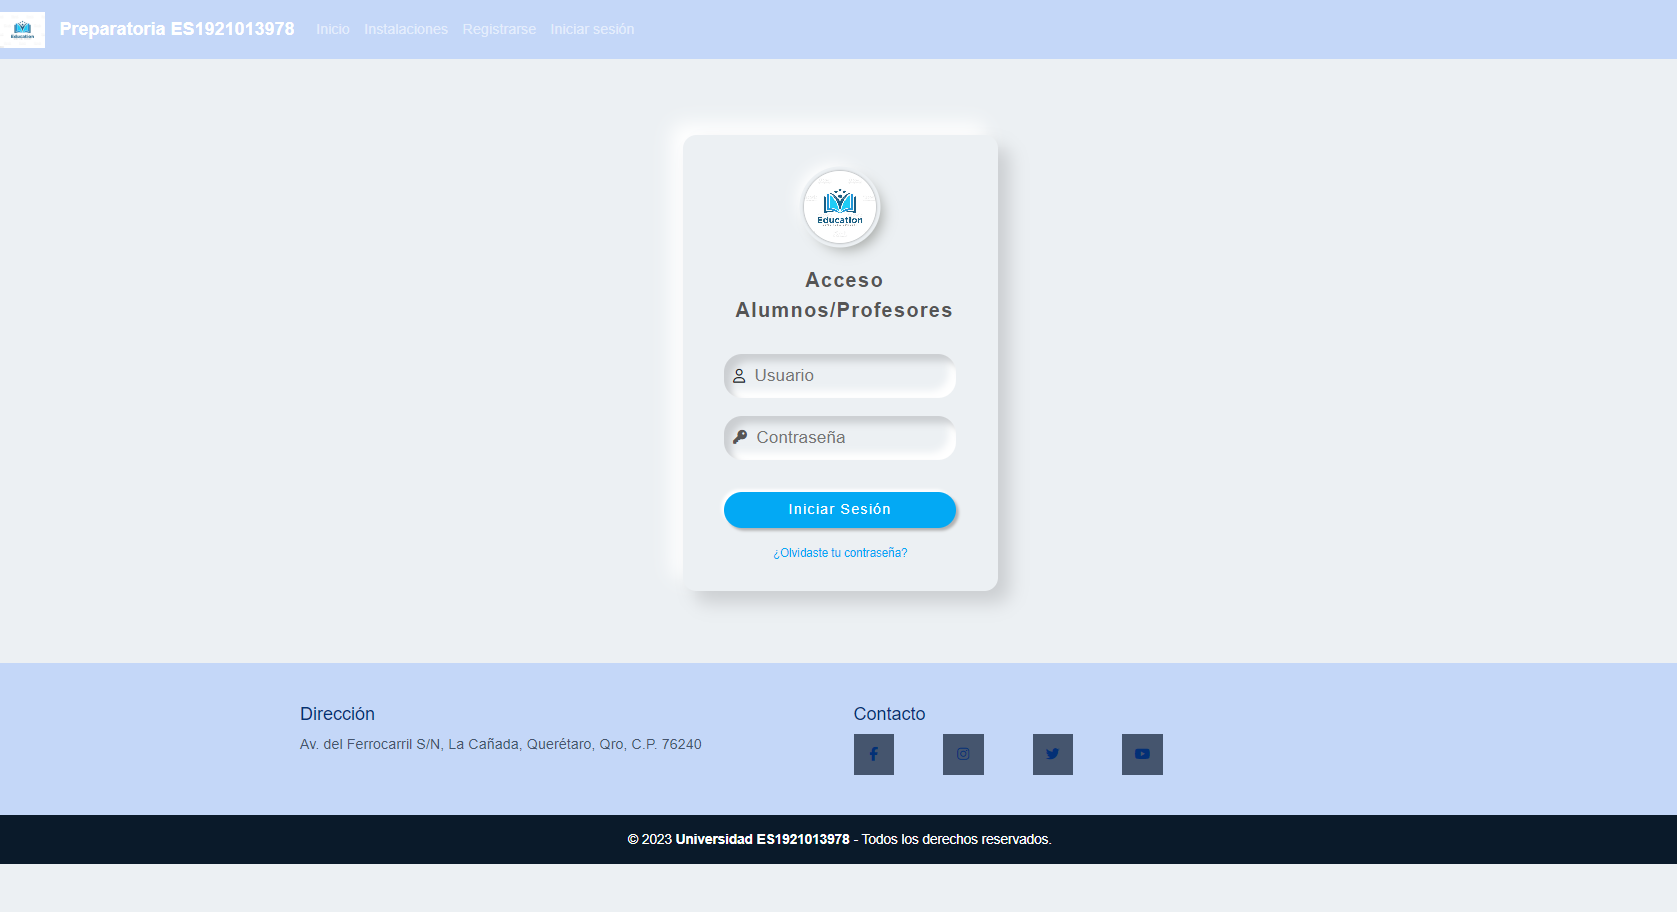 Education
Preparatoria ES1921013978
Inicio
Instalaciones
Registrarse
Iniciar sesión
Education
Acceso
Alumnos/Profesores
Usuario
Contraseña
Iniciar Sesión
¿Olvidaste tu contraseña?
Dirección
Av. del Ferrocarril S/N, La Cañada, Querétaro, Qro, C.P. 76240
Contacto
© 2023 Universidad ES1921013978 - Todos los derechos reservados.